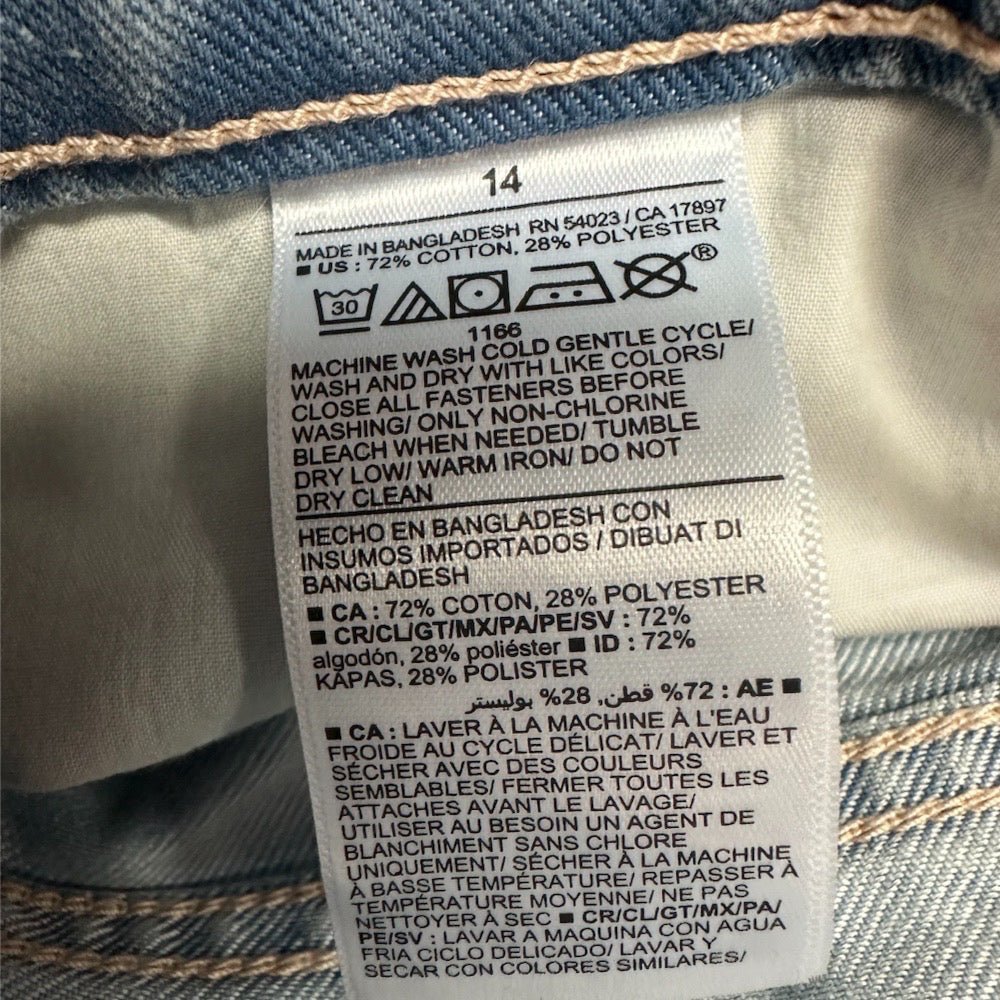 14
MADE IN BANGLADESH RN 54023 / CA 17897
■ US : 72% COTTON, 28% POLYESTER
30 ®
1166
MACHINE WASH COLD GENTLE CYCLE/
WASH AND DRY WITH LIKE COLORS/
CLOSE ALL FASTENERS BEFORE
WASHING/ ONLY NON-CHLORINE
BLEACH WHEN NEEDED/ TUMBLE
DRY LOW/ WARM IRON/ DO NOT
DRY CLEAN
HECHO EN BANGLADESH CON
INSUMOS IMPORTADOS / DIBUAT DI
BANGLADESH
■ CA : 72% COTON, 28% POLYESTER
■ CR/CL/GT/MX/PA/PE/SV : 72%
algodón, 28% poliéster ■ ID : 72%
KAPAS, 28% POLISTER
■ AE : 72% قطن, 28% بوليستر
■ CA : LAVER À LA MACHINE À L'EAU
FROIDE AU CYCLE DÉLICAT/ LAVER ET
SÉCHER AVEC DES COULEURS
SEMBLABLES/ FERMER TOUTES LES
ATTACHES AVANT LE LAVAGE/
UTILISER AU BESOIN UN AGENT DE
BLANCHIMENT SANS CHLORE
UNIQUEMENT/ SÉCHER À LA MACHINE
À BASSE TEMPÉRATURE/ REPASSER À
TEMPÉRATURE MOYENNE/ NE PAS
NETTOYER À SEC ■ CR/CL/GT/MX/PA/
PE/SV : LAVAR A MAQUINA CON AGUA
FRIA CICLO DELICADO/ LAVAR Y
SECAR CON COLORES SIMILARES/